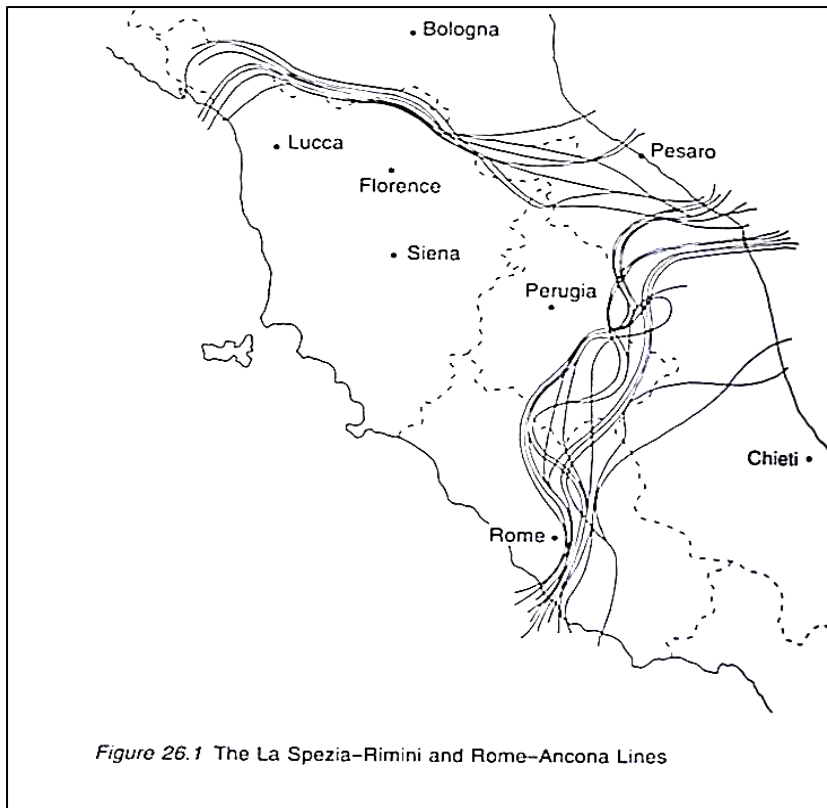 Bologna
Lucca
Pesaro
Florence
Siena
Perugia
Chieti
Rome
Figure 26.1 The La Spezia–Rimini and Rome–Ancona Lines